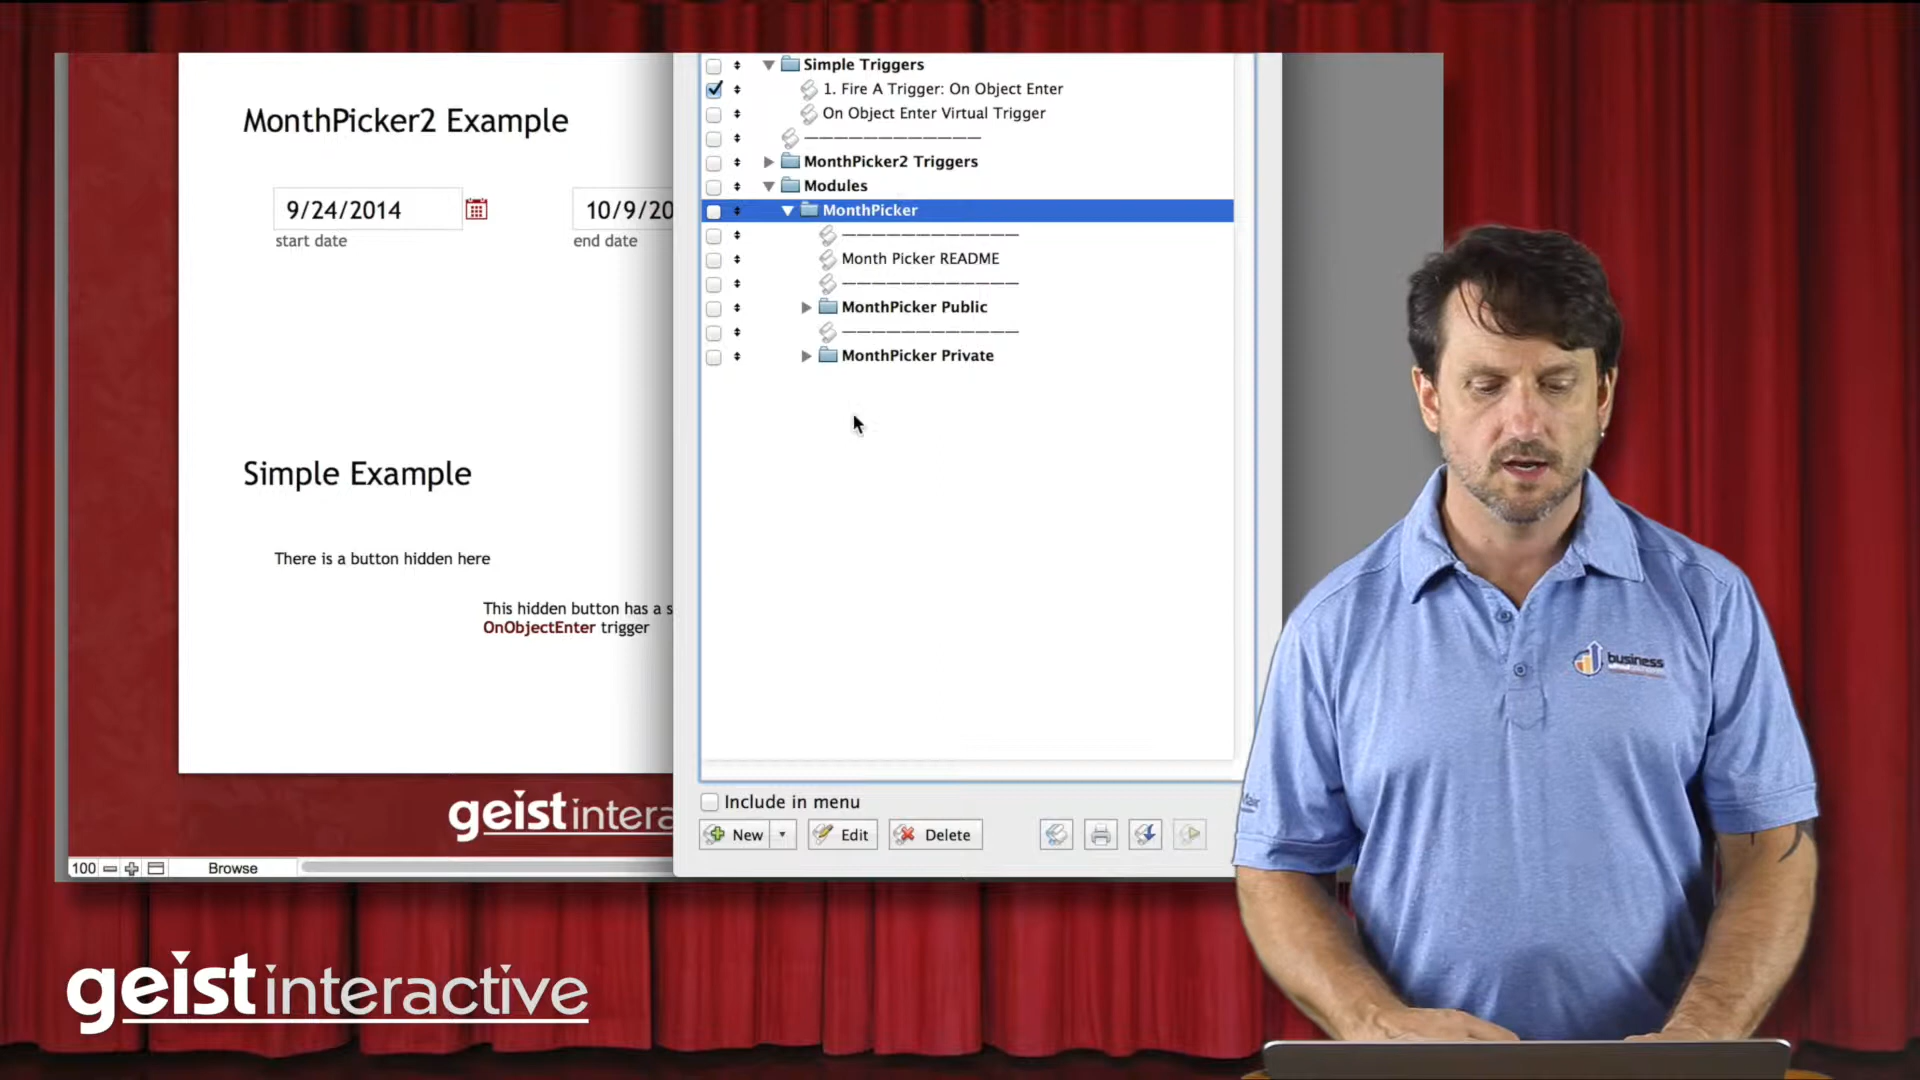 MonthPicker2 Example
9/24/2014
start date
10/9/20
end date
Simple Example
There is a button hidden here
This hidden button has a s
OnObjectEnter trigger
geistintera
100
Browse
Simple Triggers
1. Fire A Trigger: On Object Enter
On Object Enter Virtual Trigger
——————————————
MonthPicker2 Triggers
Modules
MonthPicker
——————————————
Month Picker README
——————————————
MonthPicker Public
——————————————
MonthPicker Private
Include in menu
New
Edit
Delete
business
geistinteractive